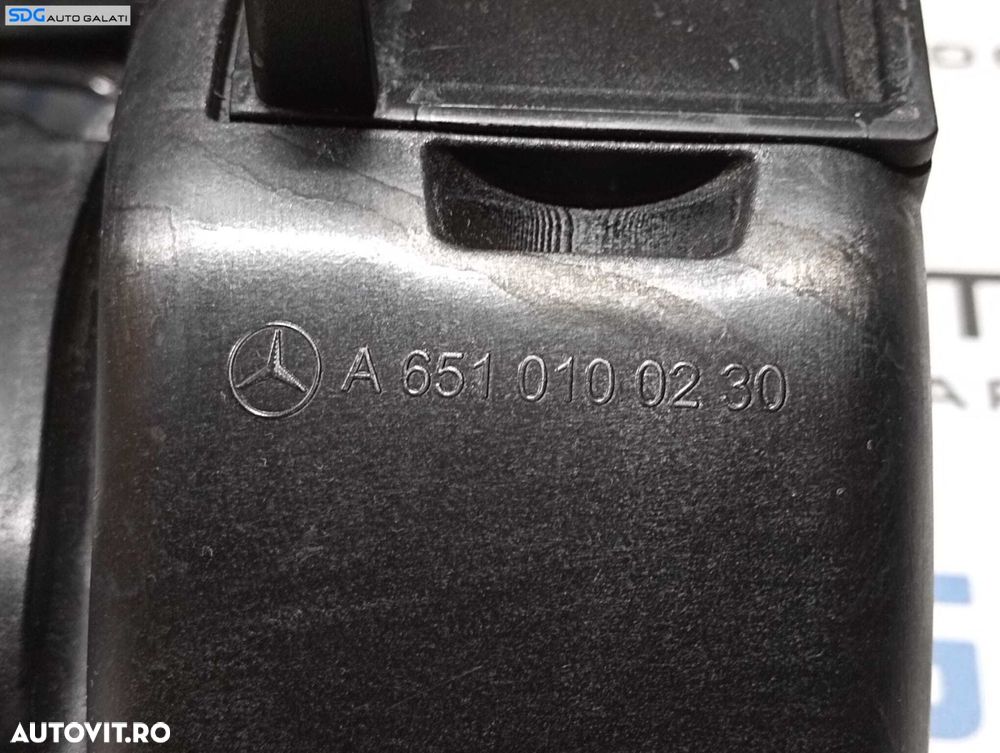 SDG AUTO GALATI
A 651 010 02 30
AUTOVIT.RO